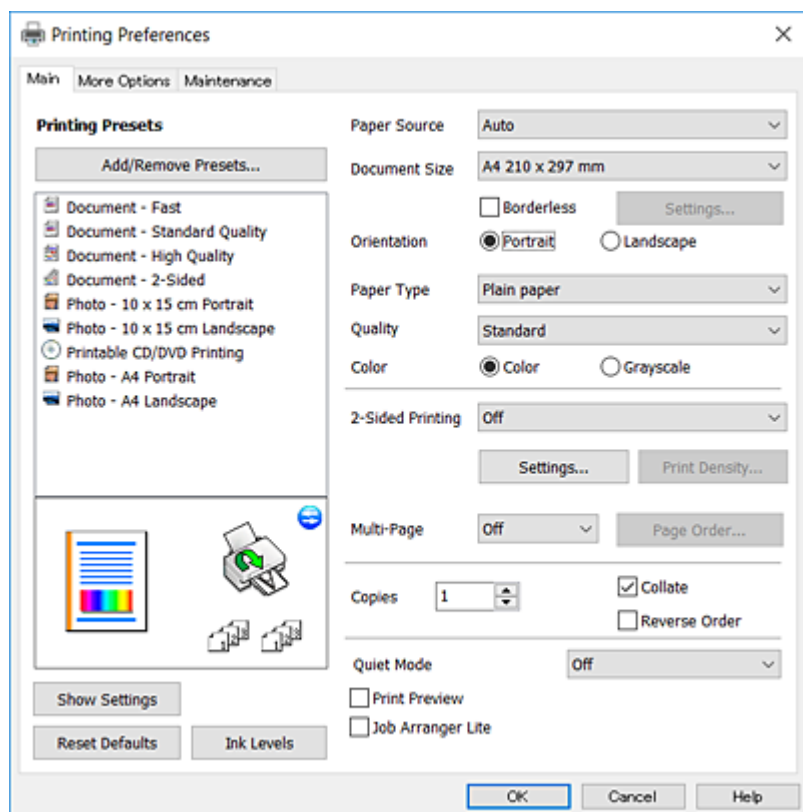 Printing Preferences
Main
More Options
Maintenance
Printing Presets
Add/Remove Presets...
Document - Fast
Document - Standard Quality
Document - High Quality
Document - 2-Sided
Photo - 10 x 15 cm Portrait
Photo - 10 x 15 cm Landscape
Printable CD/DVD Printing
Photo - A4 Portrait
Photo - A4 Landscape
Show Settings
Reset Defaults
Ink Levels
Paper Source
Auto
Document Size
A4 210 x 297 mm
Borderless
Settings...
Orientation
Portrait
Landscape
Paper Type
Plain paper
Quality
Standard
Color
Color
Grayscale
2-Sided Printing
Off
Settings...
Print Density...
Multi-Page
Off
Page Order...
Copies
1
Collate
Reverse Order
Quiet Mode
Off
Print Preview
Job Arranger Lite
OK
Cancel
Help